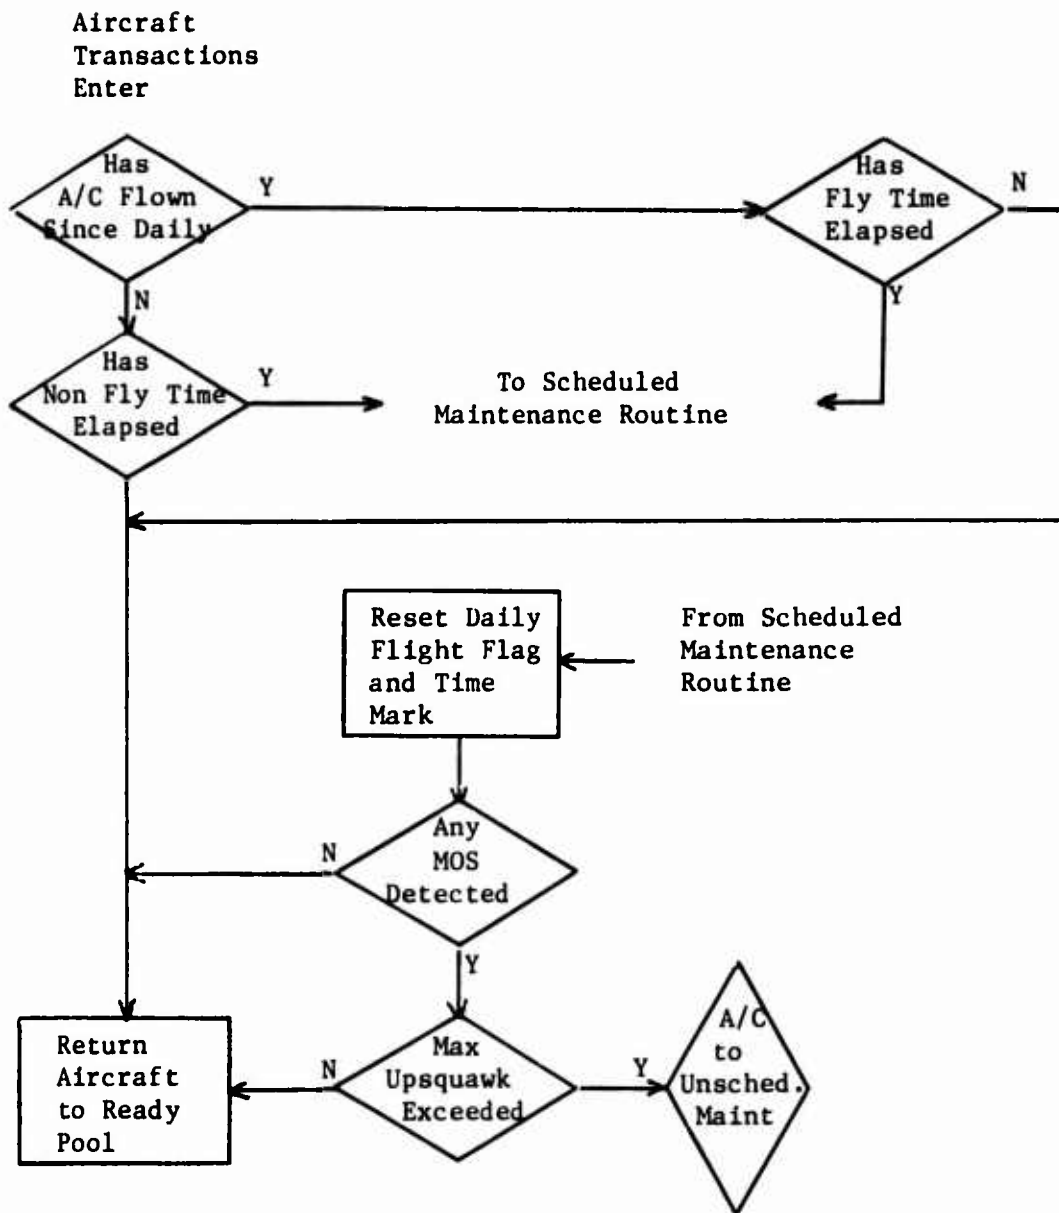 Aircraft
Transactions
Enter
Has
A/C Flown
Since Daily
Y
Has
Fly Time
Elapsed
N
N
Y
Has
Non Fly Time
Elapsed
Y
To Scheduled
Maintenance Routine
Reset Daily
Flight Flag
and Time
Mark
From Scheduled
Maintenance
Routine
Any
MOS
Detected
N
Y
Return
Aircraft
to Ready
Pool
N
Max
Upsquawk
Exceeded
Y
A/C
to
Unsched.
Maint